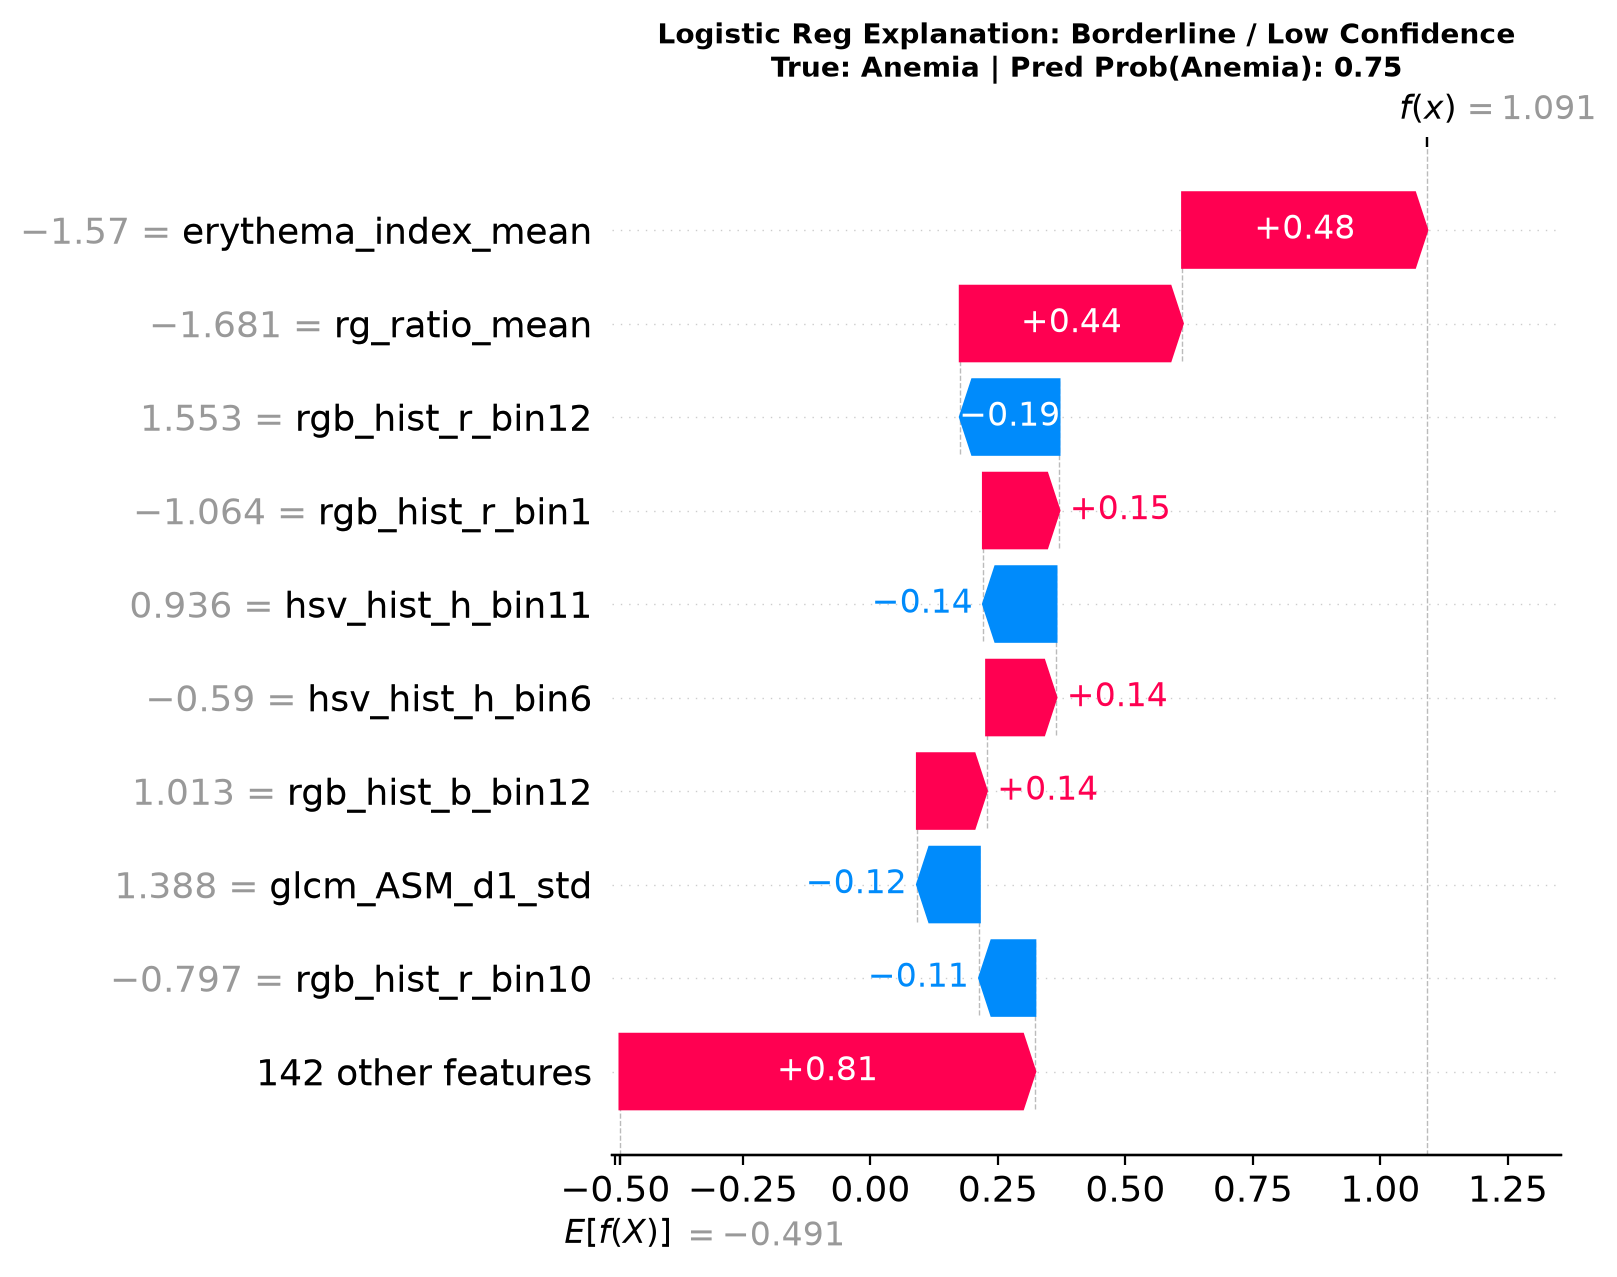 Logistic Reg Explanation: Borderline / Low Confidence
True: Anemia | Pred Prob(Anemia): 0.75
f(x) = 1.091
−1.57 = erythema_index_mean +0.48
−1.681 = rg_ratio_mean +0.44
1.553 = rgb_hist_r_bin12 −0.19
−1.064 = rgb_hist_r_bin1 +0.15
0.936 = hsv_hist_h_bin11 −0.14
−0.59 = hsv_hist_h_bin6 +0.14
1.013 = rgb_hist_b_bin12 +0.14
1.388 = glcm_ASM_d1_std −0.12
−0.797 = rgb_hist_r_bin10 −0.11
142 other features +0.81
−0.50 −0.25 0.00 0.25 0.50 0.75 1.00 1.25
E[f(X)] = −0.491